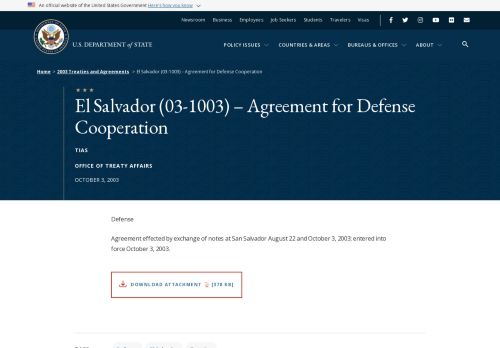 An official website of the United States Government Here's how you know
Newsroom Business Employers Job Seekers Students Travelers Visas
U.S. DEPARTMENT of STATE
POLICY ISSUES COUNTRIES & AREAS BUREAUS & OFFICES ABOUT
Home > 2003 Treaties and Agreements > El Salvador (03-1003) – Agreement for Defense Cooperation
El Salvador (03-1003) – Agreement for Defense
Cooperation
TIAS
OFFICE OF TREATY AFFAIRS
OCTOBER 3, 2003
Defense
Agreement effected by exchange of notes at San Salvador August 22 and October 3, 2003; entered into
force October 3, 2003.
DOWNLOAD ATTACHMENT [378 KB]